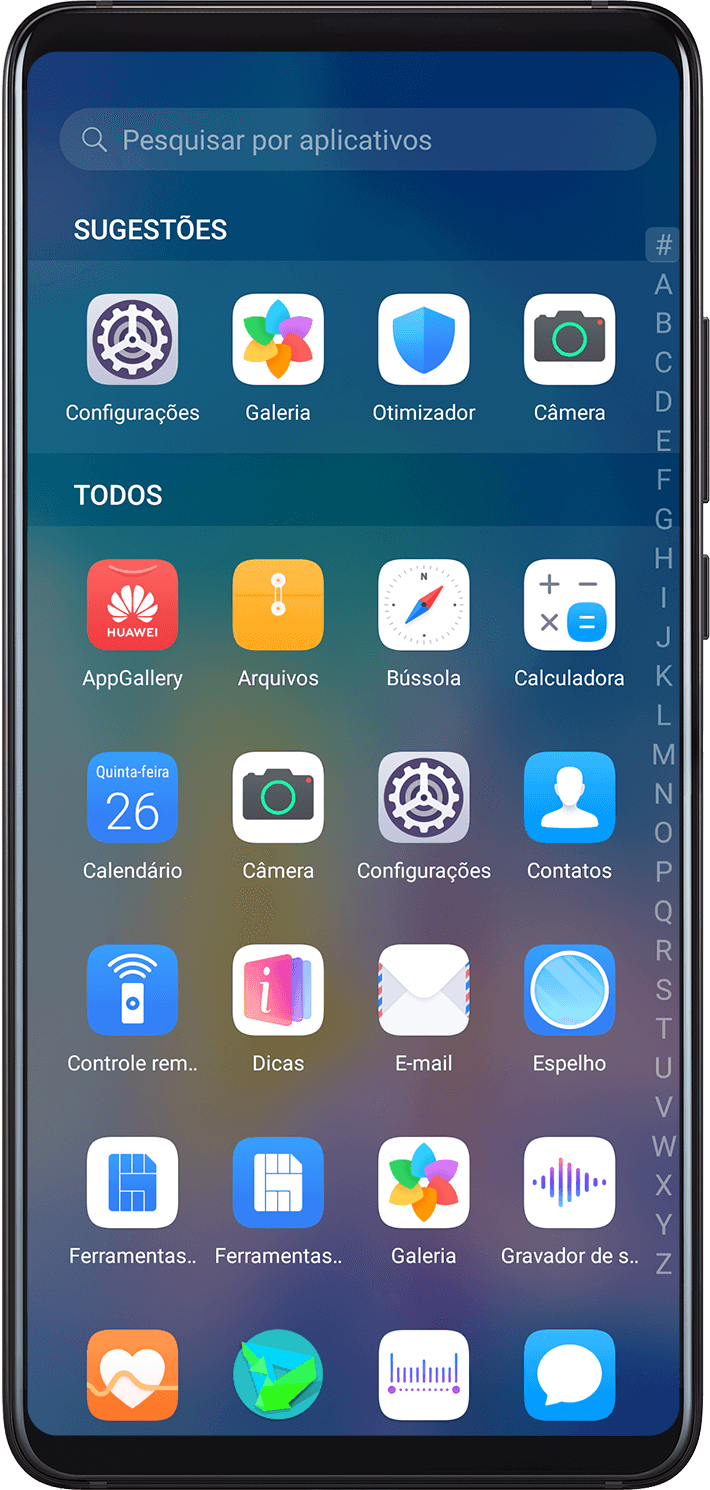 Pesquisar por aplicativos
SUGESTÕES
#
Configurações Galeria Otimizador Câmera
TODOS
A
B
C
D
E
F
G
H
I
J
K
L
M
N
O
P
Q
R
S
T
U
V
W
X
Y
Z
N
HUAWEI
AppGallery Arquivos Bússola Calculadora
Quinta-feira
26
Calendário Câmera Configurações Contatos
i
Controle rem.. Dicas E-mail Espelho
Ferramentas.. Ferramentas.. Galeria Gravador de s..